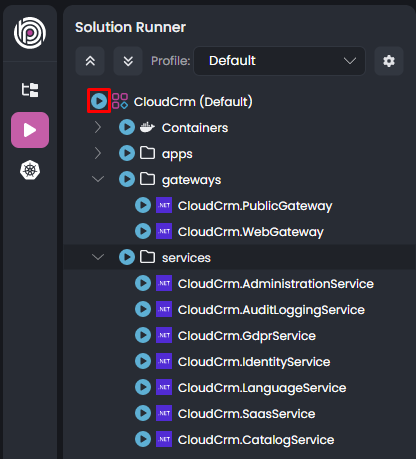 Solution Runner
Profile: Default
CloudCrm (Default)
Containers
apps
gateways
.NET CloudCrm.PublicGateway
.NET CloudCrm.WebGateway
services
.NET CloudCrm.AdministrationService
.NET CloudCrm.AuditLoggingService
.NET CloudCrm.GdprService
.NET CloudCrm.IdentityService
.NET CloudCrm.LanguageService
.NET CloudCrm.SaasService
.NET CloudCrm.CatalogService